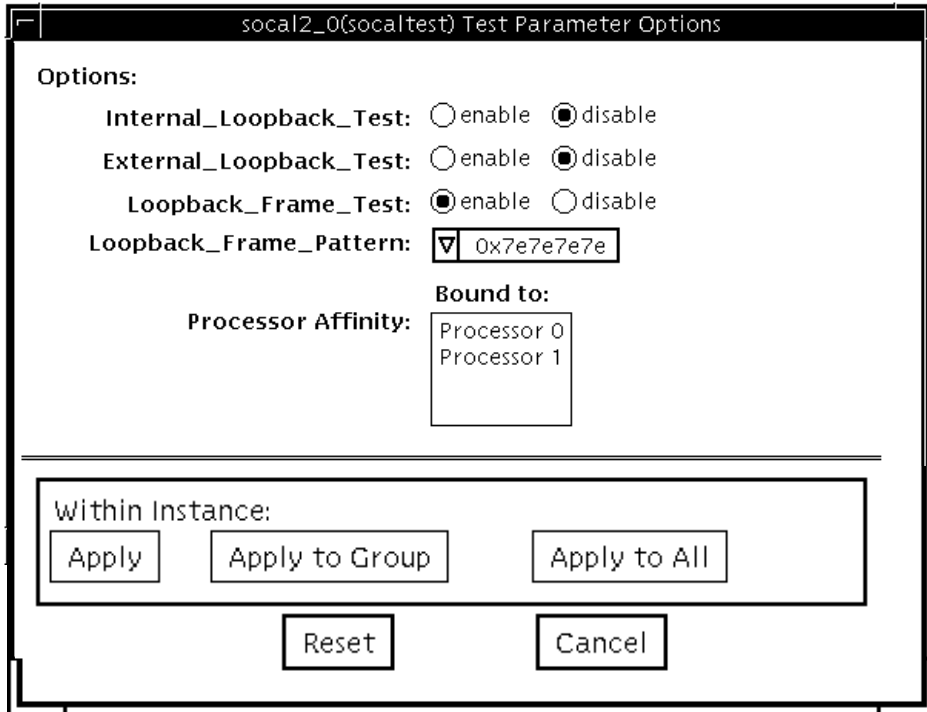 socal2_0(socaltest) Test Parameter Options
Options:
Internal_Loopback_Test: enable disable
External_Loopback_Test: enable disable
Loopback_Frame_Test: enable disable
Loopback_Frame_Pattern: 0x7e7e7e7e
Bound to:
Processor Affinity: Processor 0
Processor 1
Within Instance:
Apply Apply to Group Apply to All
Reset Cancel